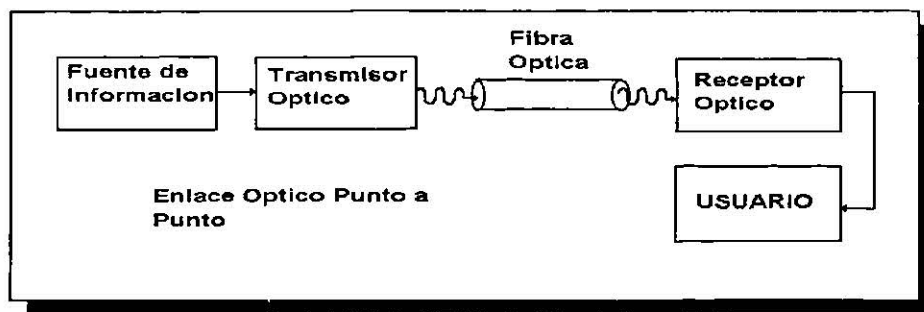 Fuente de
Informacion
Transmisor
Optico
Fibra
Optica
Receptor
Optico
USUARIO
Enlace Optico Punto a
Punto